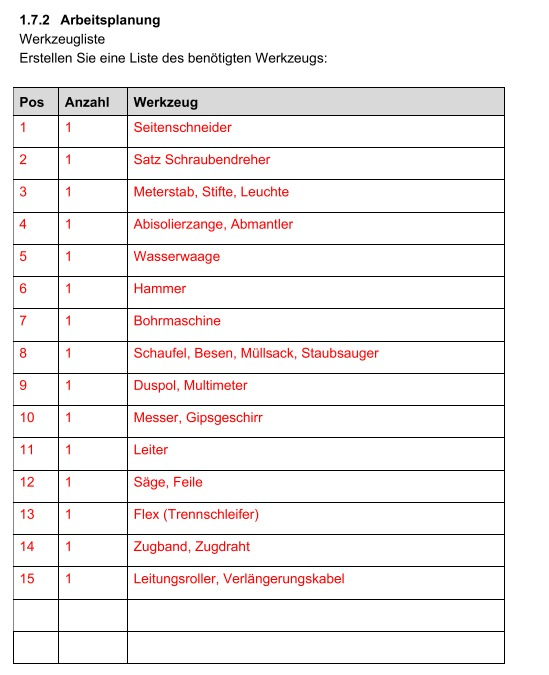 1.7.2 Arbeitsplanung
Werkzeugliste
Erstellen Sie eine Liste des benötigten Werkzeugs:
Pos Anzahl Werkzeug
1 1 Seitenschneider
2 1 Satz Schraubendreher
3 1 Meterstab, Stifte, Leuchte
4 1 Abisolierzange, Abmantler
5 1 Wasserwaage
6 1 Hammer
7 1 Bohrmaschine
8 1 Schaufel, Besen, Müllsack, Staubsauger
9 1 Duspol, Multimeter
10 1 Messer, Gipsgeschirr
11 1 Leiter
12 1 Säge, Feile
13 1 Flex (Trennschleifer)
14 1 Zugband, Zugdraht
15 1 Leitungsroller, Verlängerungskabel